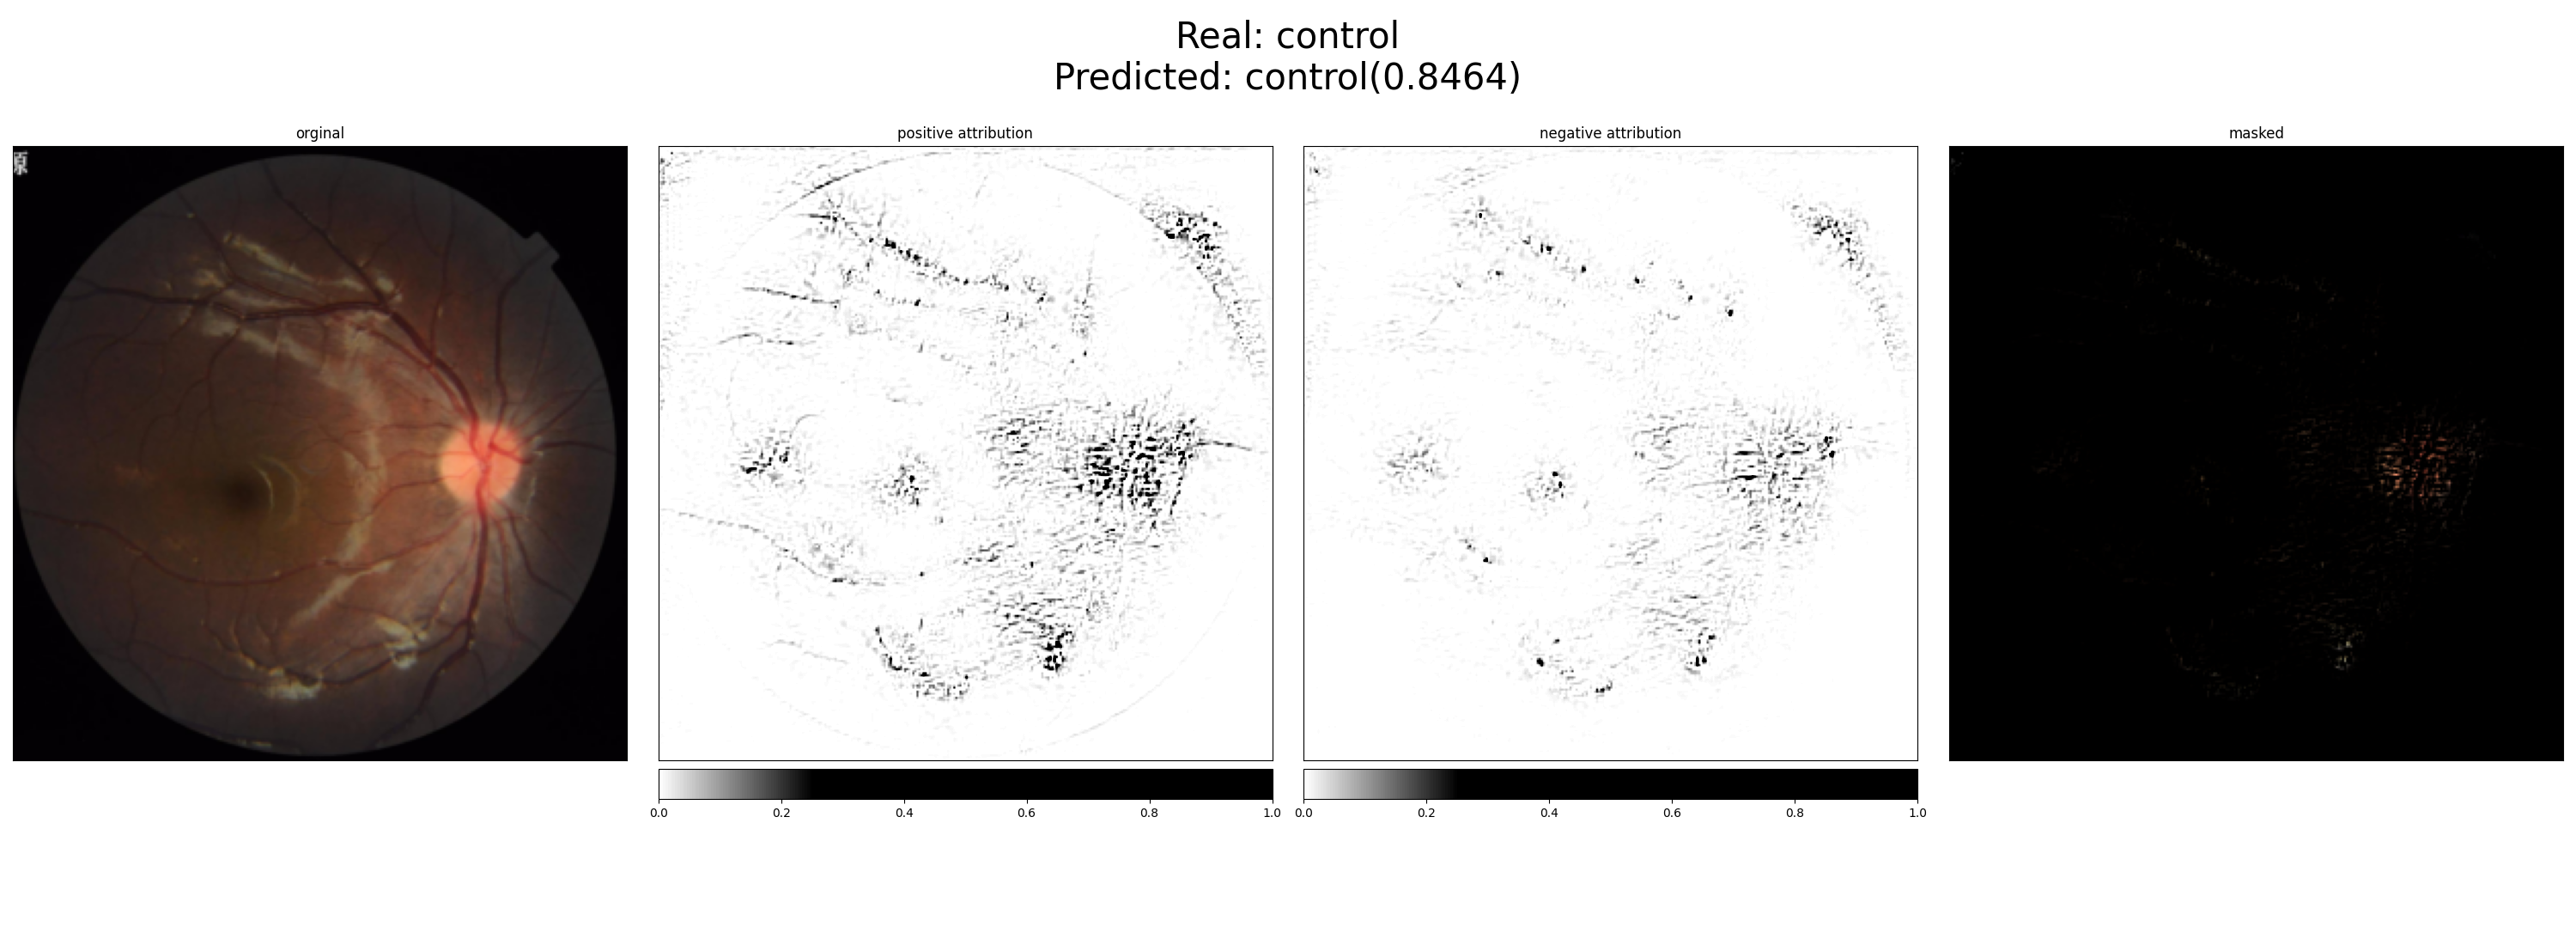 Real: control
Predicted: control(0.8464)
orginal
positive attribution
negative attribution
masked
原
0.0 0.2 0.4 0.6 0.8 1.0
0.0 0.2 0.4 0.6 0.8 1.0